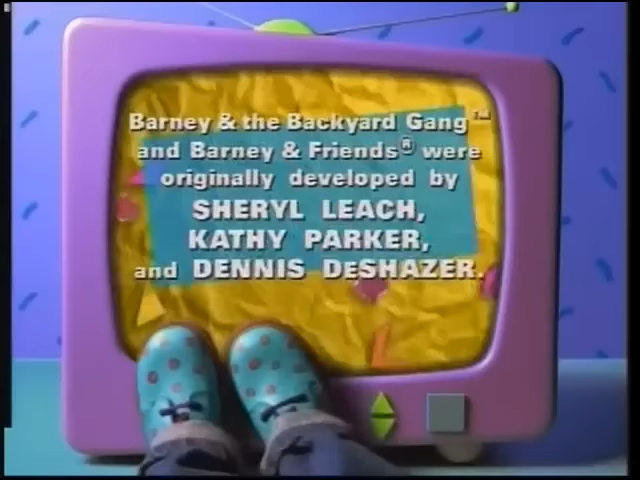 Barney & the Backyard Gang™
and Barney & Friends® were
originally developed by
SHERYL LEACH,
KATHY PARKER,
and DENNIS DeSHAZER.